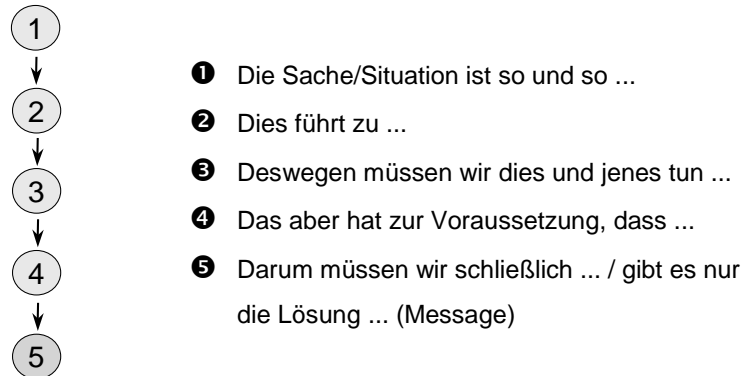 1
2
3
4
5
❶ Die Sache/Situation ist so und so ...
❷ Dies führt zu ...
❸ Deswegen müssen wir dies und jenes tun ...
❹ Das aber hat zur Voraussetzung, dass ...
❺ Darum müssen wir schließlich ... / gibt es nur
die Lösung ... (Message)